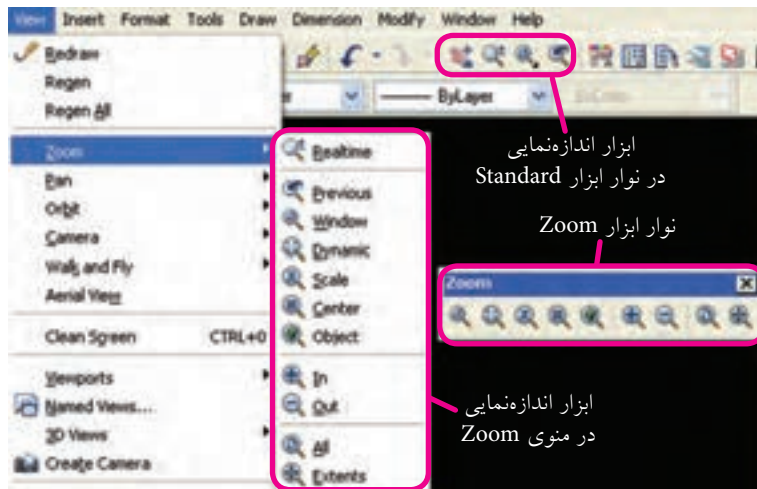 View Insert Format Tools Draw Dimension Modify Window Help
Redraw
Regen
Regen All
Zoom
Pan
Orbit
Camera
Walk and Fly
Aerial View
Clean Screen CTRL+0
Viewports
Named Views...
3D Views
Create Camera
Realtime
Previous
Window
Dynamic
Scale
Center
Object
In
Out
All
Extents
ByLayer
ابزار اندازه‌نمایی
در نوار ابزار Standard
نوار ابزار Zoom
Zoom
ابزار اندازه‌نمایی
در منوی Zoom